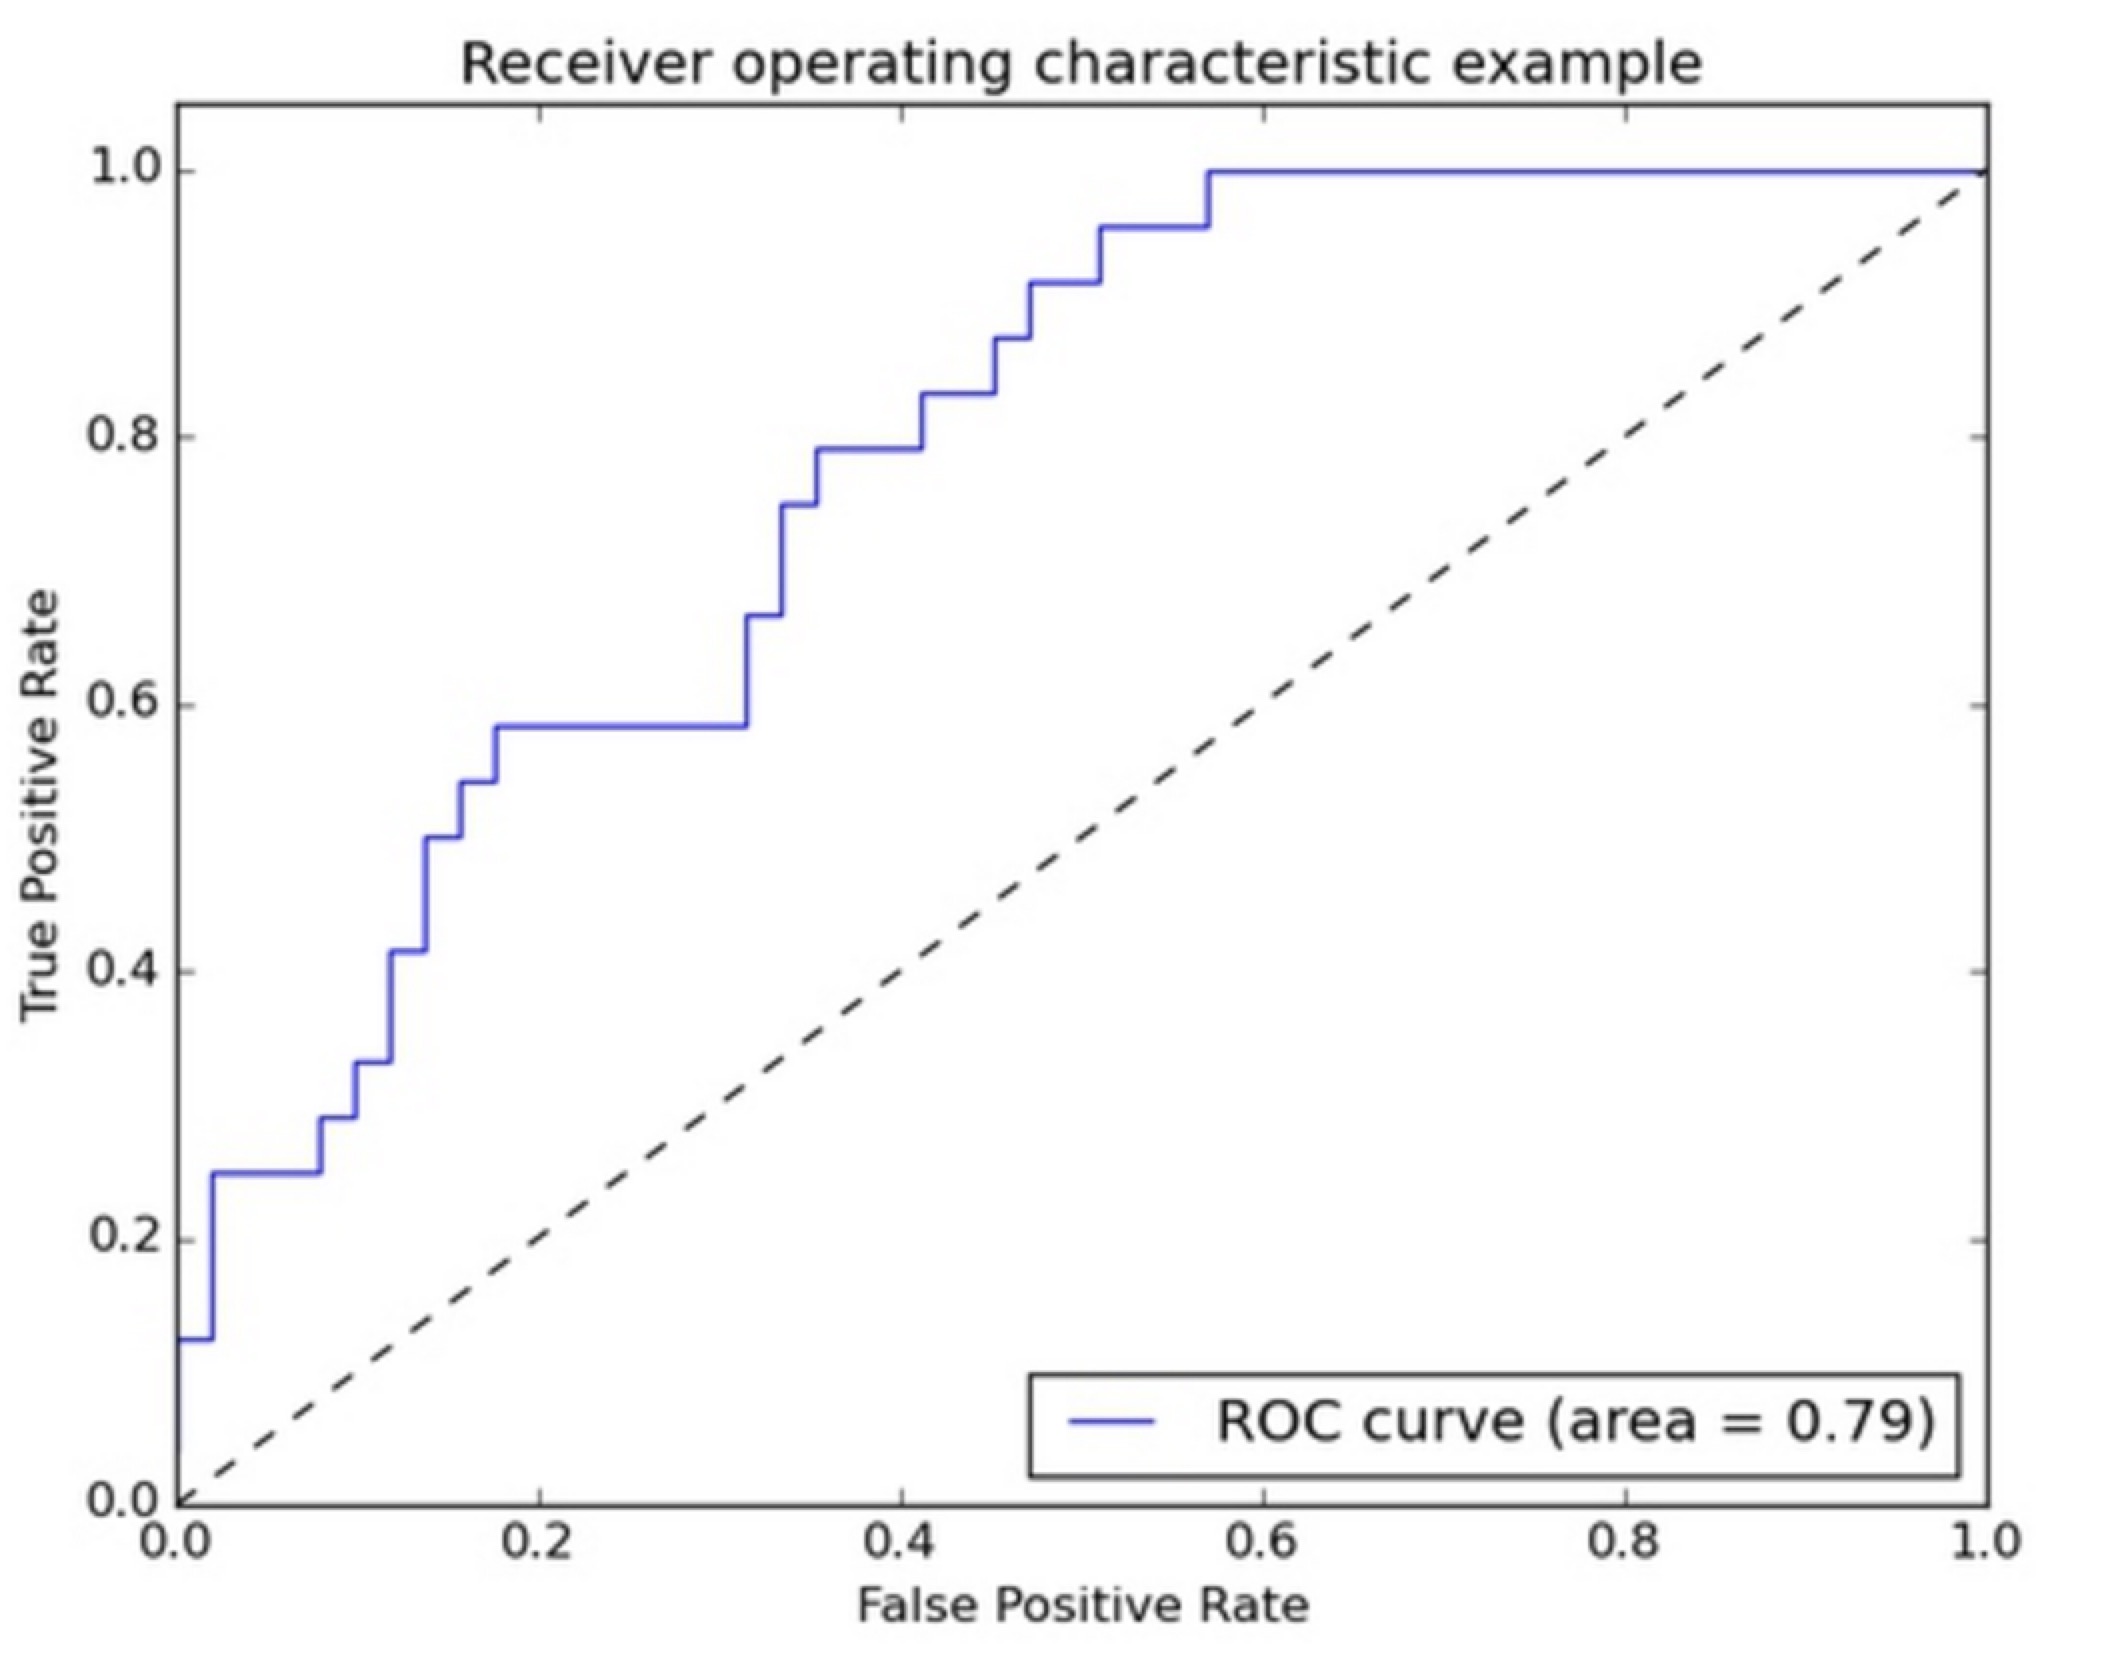 Receiver operating characteristic example
1.0
0.8
0.6
0.4
0.2
0.0
True Positive Rate
ROC curve (area = 0.79)
0.0 0.2 0.4 0.6 0.8 1.0
False Positive Rate